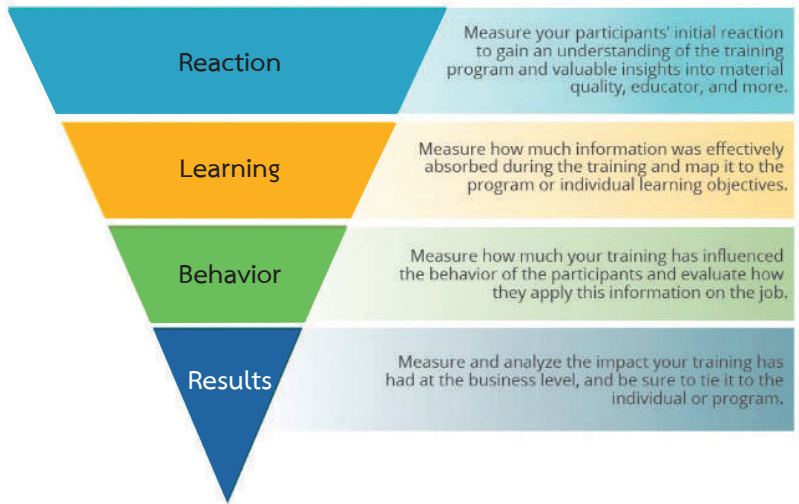 Reaction
Measure your participants' initial reaction
to gain an understanding of the training
program and valuable insights into material
quality, educator, and more.
Learning
Measure how much information was effectively
absorbed during the training and map it to the
program or individual learning objectives.
Behavior
Measure how much your training has influenced
the behavior of the participants and evaluate how
they apply this information on the job.
Results
Measure and analyze the impact your training has
had at the business level, and be sure to tie it to the
individual or program.